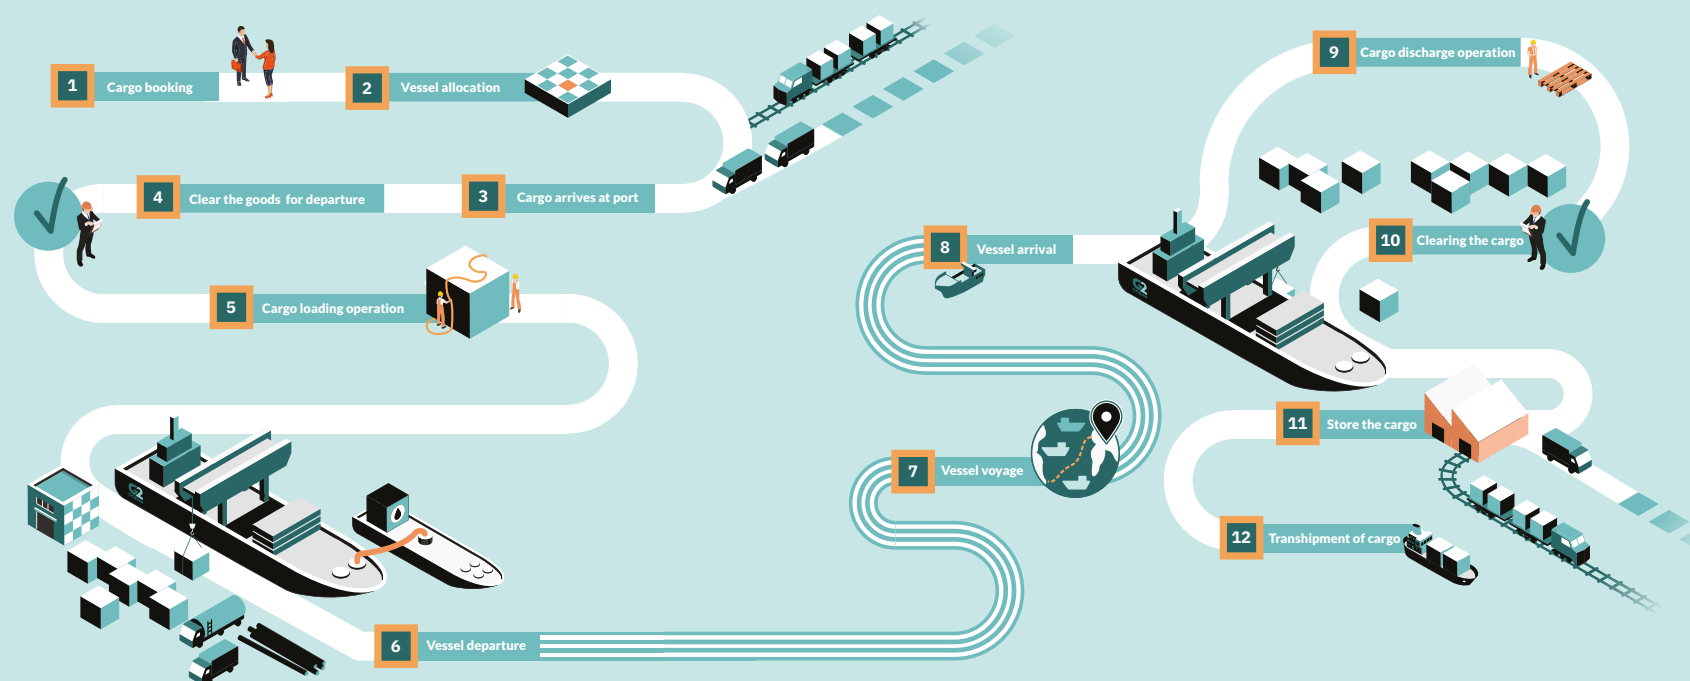 1
Cargo booking
2
Vessel allocation
3
Cargo arrives at port
4
Clear the goods for departure
5
Cargo loading operation
G2
6
Vessel departure
7
Vessel voyage
8
Vessel arrival
G2
9
Cargo discharge operation
10
Clearing the cargo
11
Store the cargo
12
Transhipment of cargo